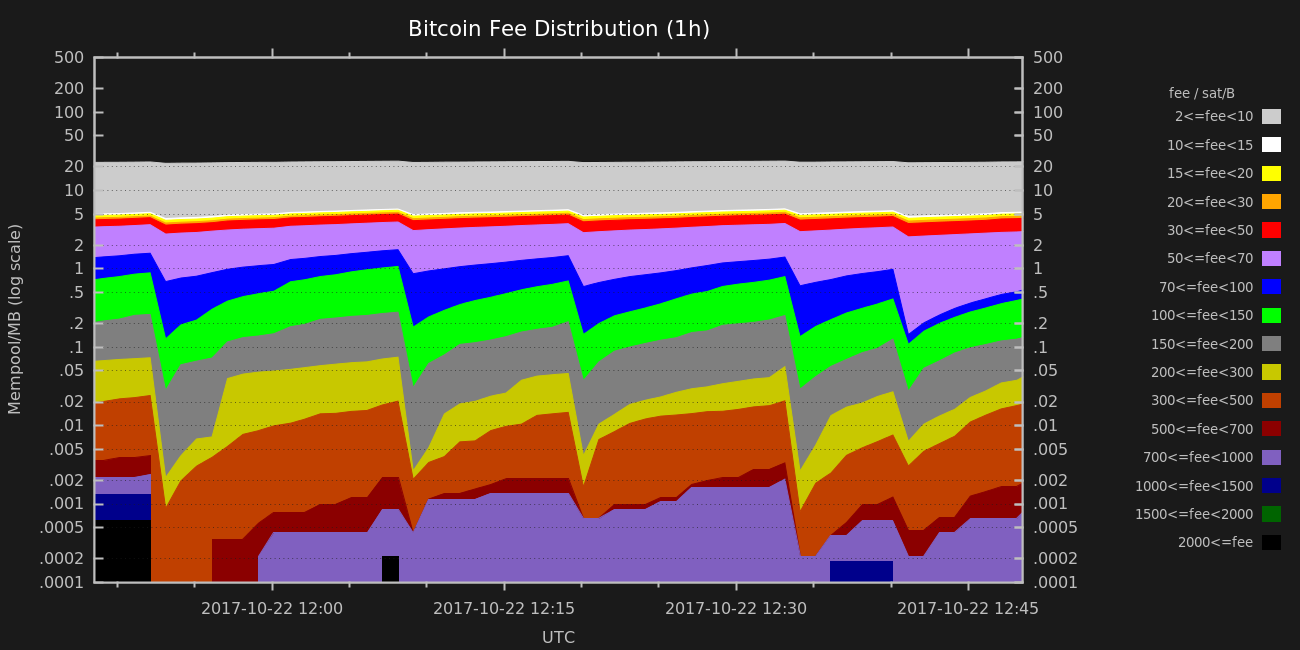 Bitcoin Fee Distribution (1h)
500 500
200 200
100 100
50 50
20 20
10 10
5 5
2 2
1 1
.5 .5
.2 .2
.1 .1
.05 .05
.02 .02
.01 .01
.005 .005
.002 .002
.001 .001
.0005 .0005
.0002 .0002
.0001 .0001
Mempool/MB (log scale)
2017-10-22 12:00 2017-10-22 12:15 2017-10-22 12:30 2017-10-22 12:45
UTC
fee / sat/B
2<=fee<10
10<=fee<15
15<=fee<20
20<=fee<30
30<=fee<50
50<=fee<70
70<=fee<100
100<=fee<150
150<=fee<200
200<=fee<300
300<=fee<500
500<=fee<700
700<=fee<1000
1000<=fee<1500
1500<=fee<2000
2000<=fee